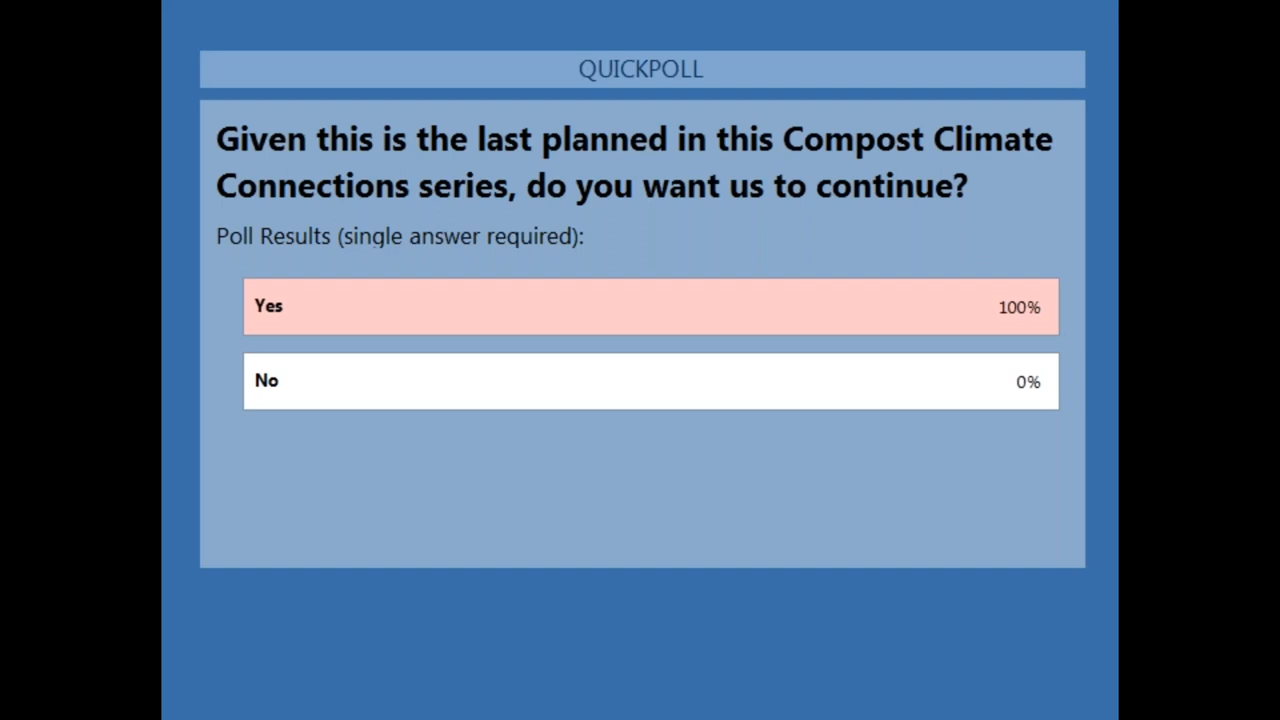 QUICKPOLL
Given this is the last planned in this Compost Climate
Connections series, do you want us to continue?
Poll Results (single answer required):
Yes 100%
No 0%